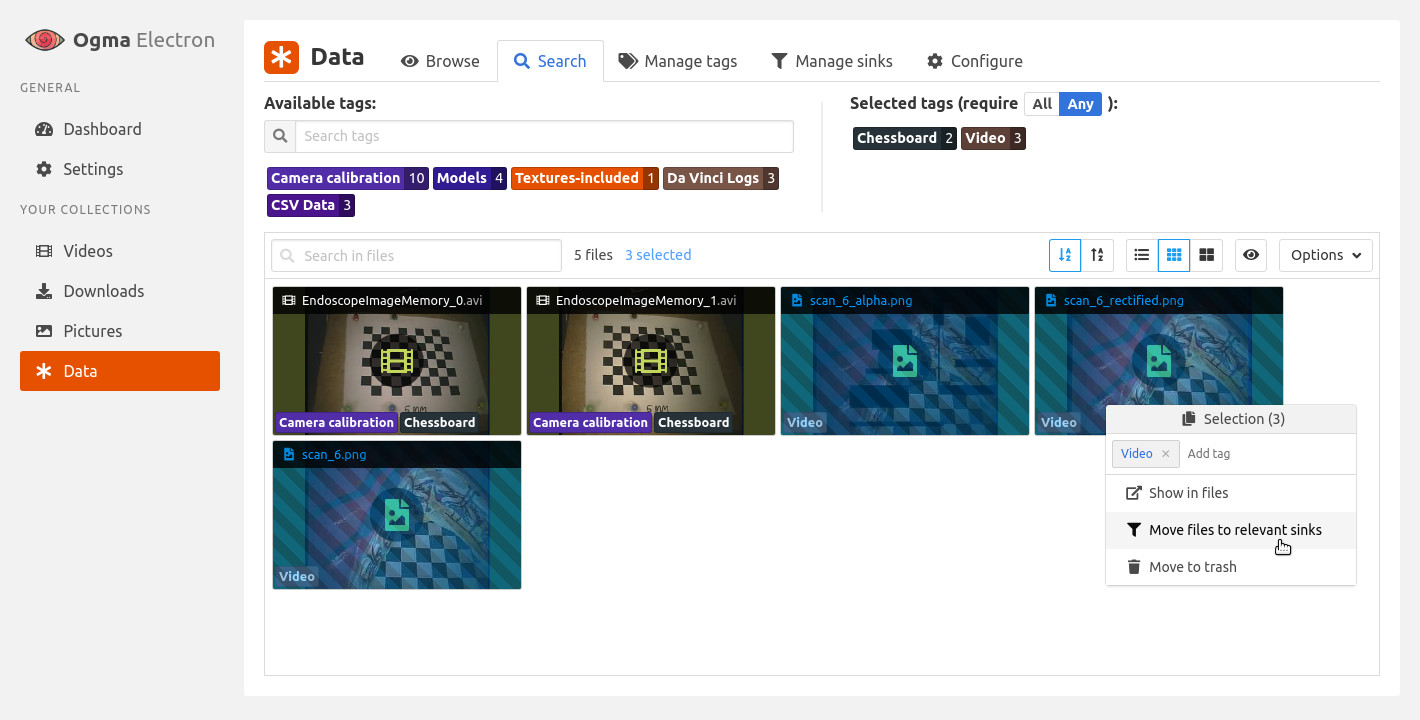 Ogma Electron
GENERAL
Dashboard
Settings
YOUR COLLECTIONS
Videos
Downloads
Pictures
Data
Data
Browse
Search
Manage tags
Manage sinks
Configure
Available tags:
Search tags
Camera calibration 10
Models 4
Textures-included 1
Da Vinci Logs 3
CSV Data 3
Selected tags (require All Any ):
Chessboard 2
Video 3
Search in files
5 files
3 selected
Options
EndoscopeImageMemory_0.avi
Camera calibration
Chessboard
EndoscopeImageMemory_1.avi
Camera calibration
Chessboard
scan_6_alpha.png
Video
scan_6_rectified.png
Video
scan_6.png
Video
Selection (3)
Video ×
Add tag
Show in files
Move files to relevant sinks
Move to trash